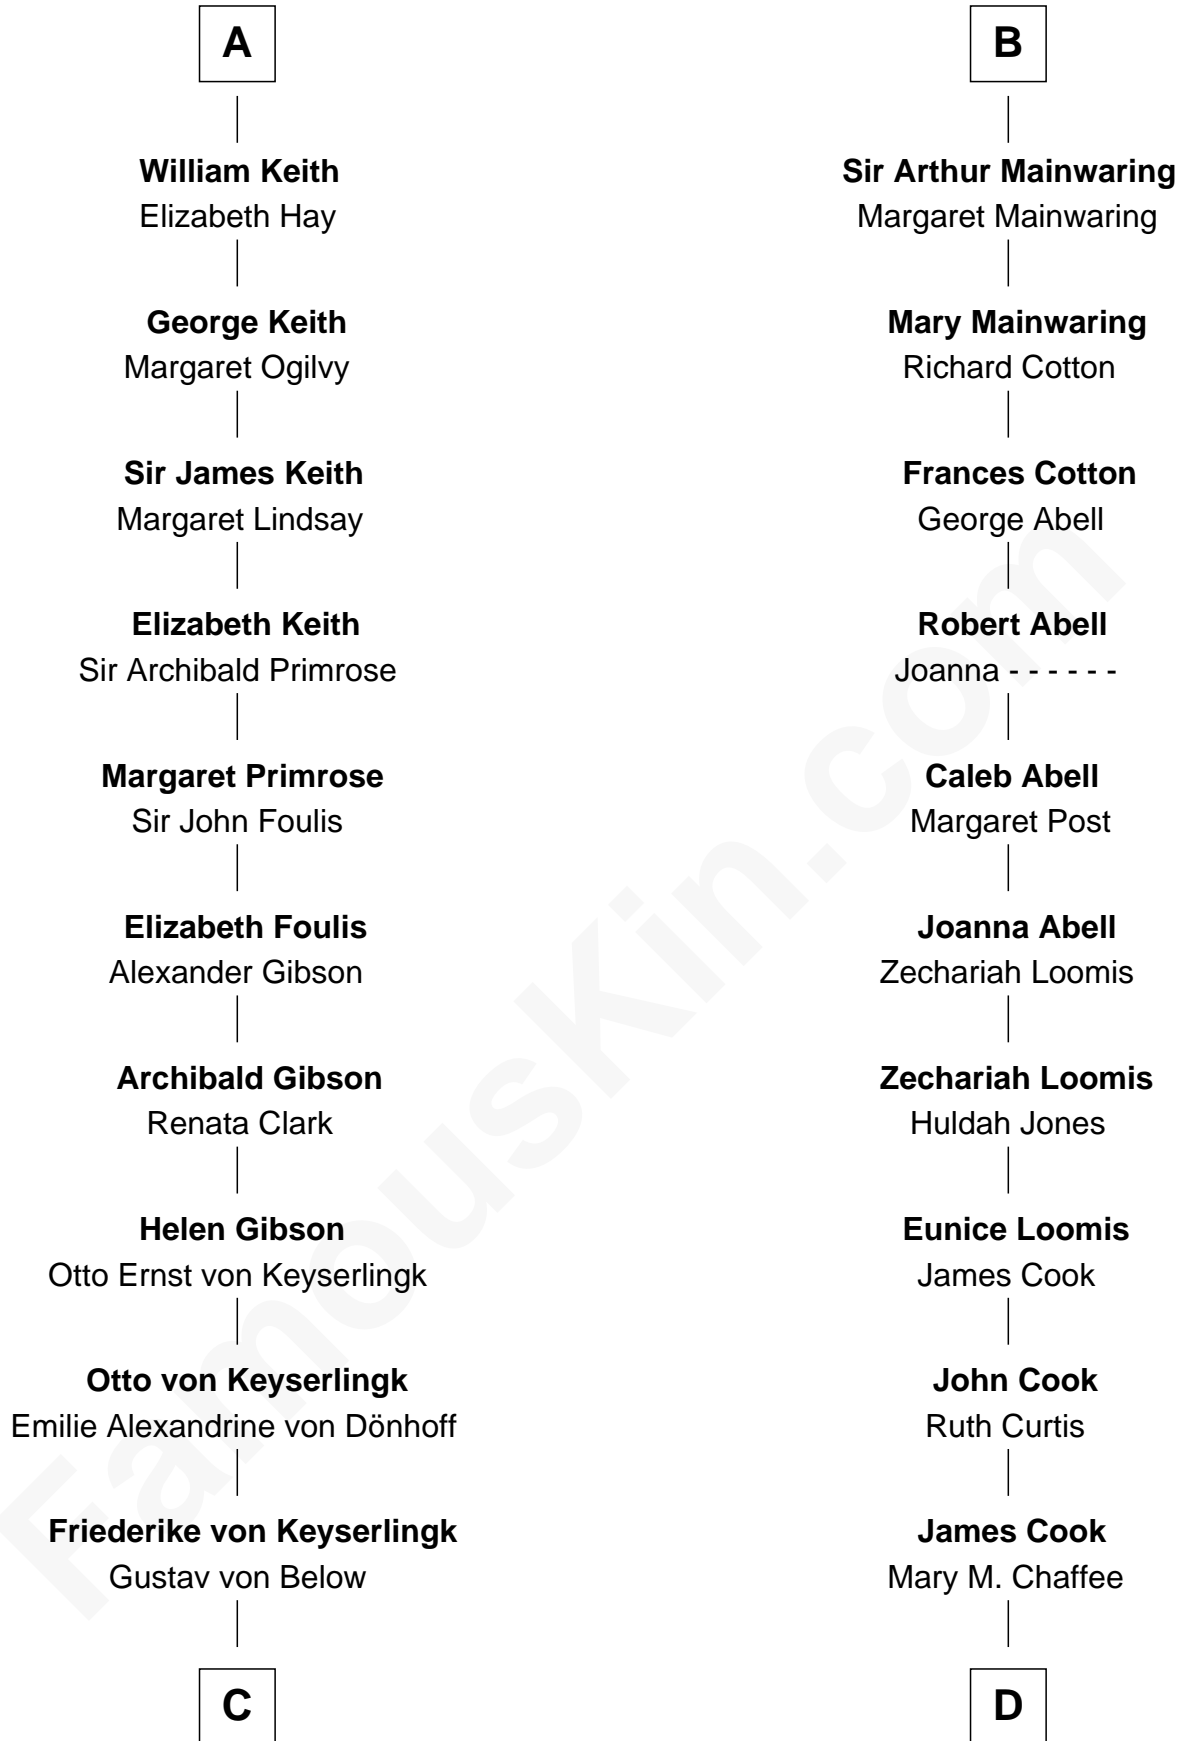 A
William Keith
Elizabeth Hay
George Keith
Margaret Ogilvy
Sir James Keith
Margaret Lindsay
Elizabeth Keith
Sir Archibald Primrose
Margaret Primrose
Sir John Foulis
Elizabeth Foulis
Alexander Gibson
Archibald Gibson
Renata Clark
Helen Gibson
Otto Ernst von Keyserlingk
Otto von Keyserlingk
Emilie Alexandrine von Dönhoff
Friederike von Keyserlingk
Gustav von Below
C
B
Sir Arthur Mainwaring
Margaret Mainwaring
Mary Mainwaring
Richard Cotton
Frances Cotton
George Abell
Robert Abell
Joanna - - - - - -
Caleb Abell
Margaret Post
Joanna Abell
Zechariah Loomis
Zechariah Loomis
Huldah Jones
Eunice Loomis
James Cook
John Cook
Ruth Curtis
James Cook
Mary M. Chaffee
D
FamousKin.com